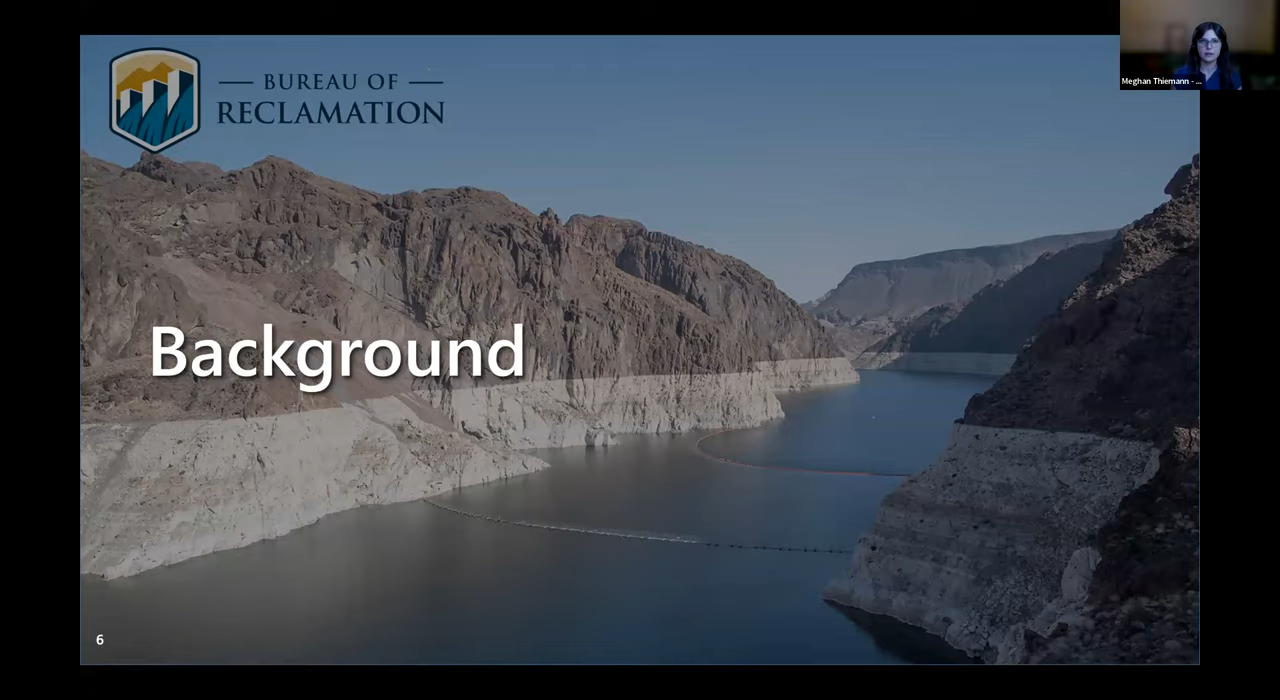 BUREAU OF
RECLAMATION
Meghan Thiemann - ...
Background
6